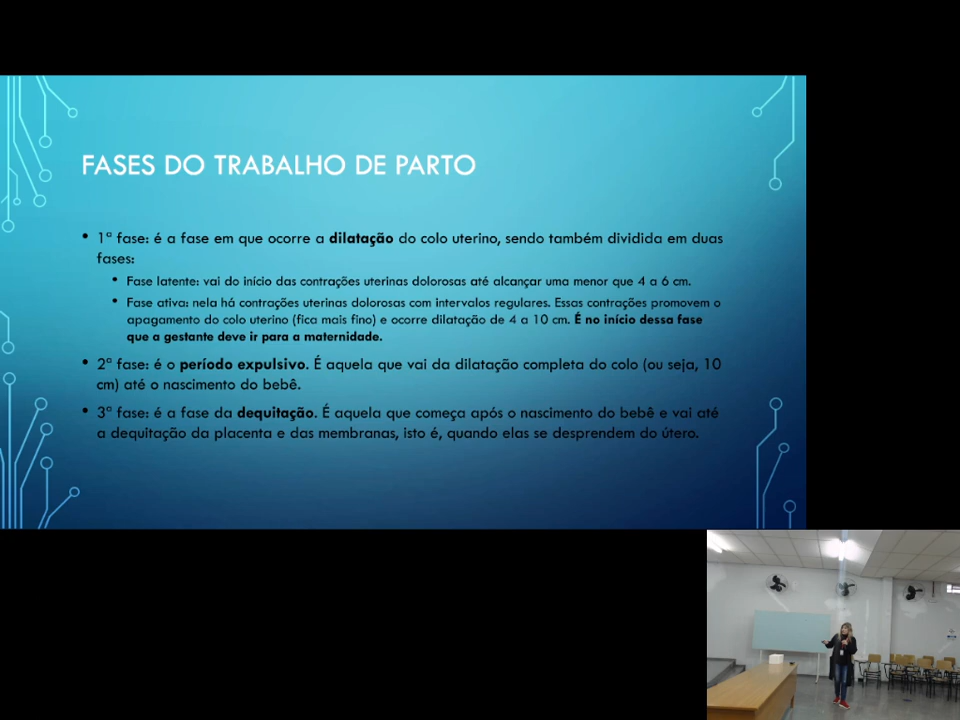 FASES DO TRABALHO DE PARTO
• 1ª fase: é a fase em que ocorre a dilatação do colo uterino, sendo também dividida em duas
fases:
• Fase latente: vai do início das contrações uterinas dolorosas até alcançar uma menor que 4 a 6 cm.
• Fase ativa: nela há contrações uterinas dolorosas com intervalos regulares. Essas contrações promovem o
apagamento do colo uterino (fica mais fino) e ocorre dilatação de 4 a 10 cm. É no início dessa fase
que a gestante deve ir para a maternidade.
• 2ª fase: é o período expulsivo. É aquela que vai da dilatação completa do colo (ou seja, 10
cm) até o nascimento do bebê.
• 3ª fase: é a fase da dequitação. É aquela que começa após o nascimento do bebê e vai até
a dequitação da placenta e das membranas, isto é, quando elas se desprendem do útero.